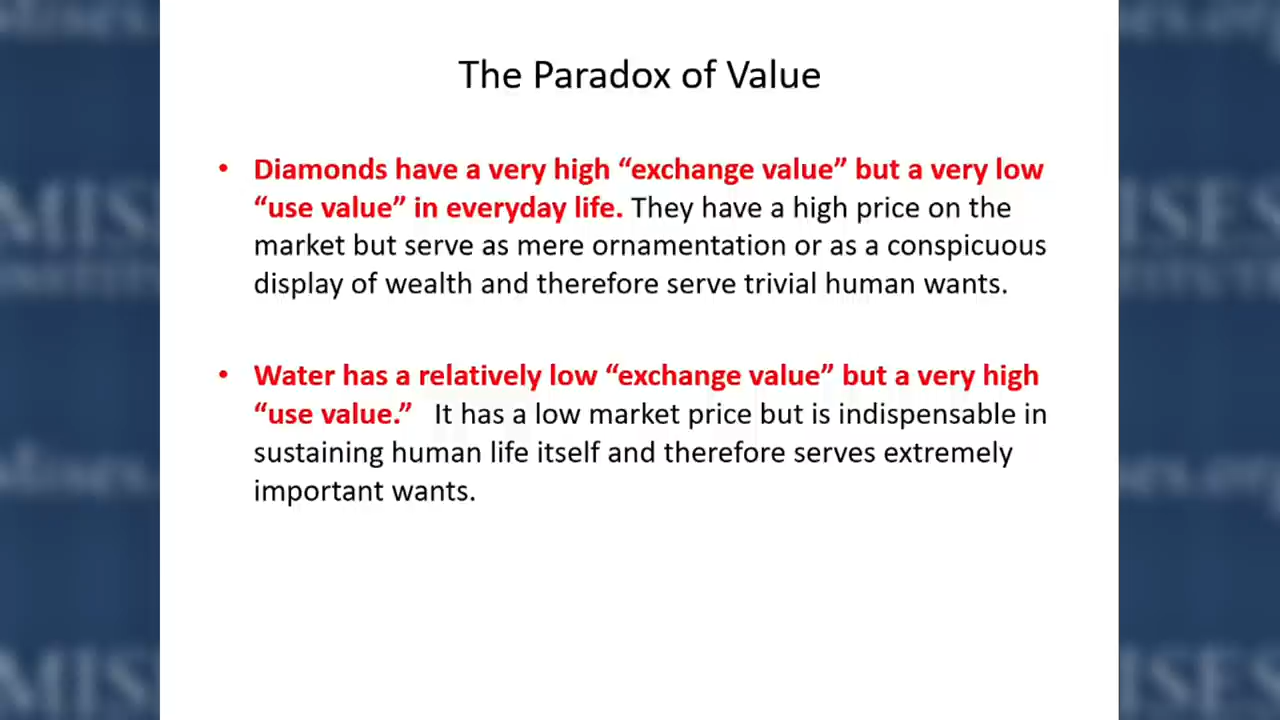 The Paradox of Value
• Diamonds have a very high “exchange value” but a very low
“use value” in everyday life. They have a high price on the
market but serve as mere ornamentation or as a conspicuous
display of wealth and therefore serve trivial human wants.
• Water has a relatively low “exchange value” but a very high
“use value.”   It has a low market price but is indispensable in
sustaining human life itself and therefore serves extremely
important wants.